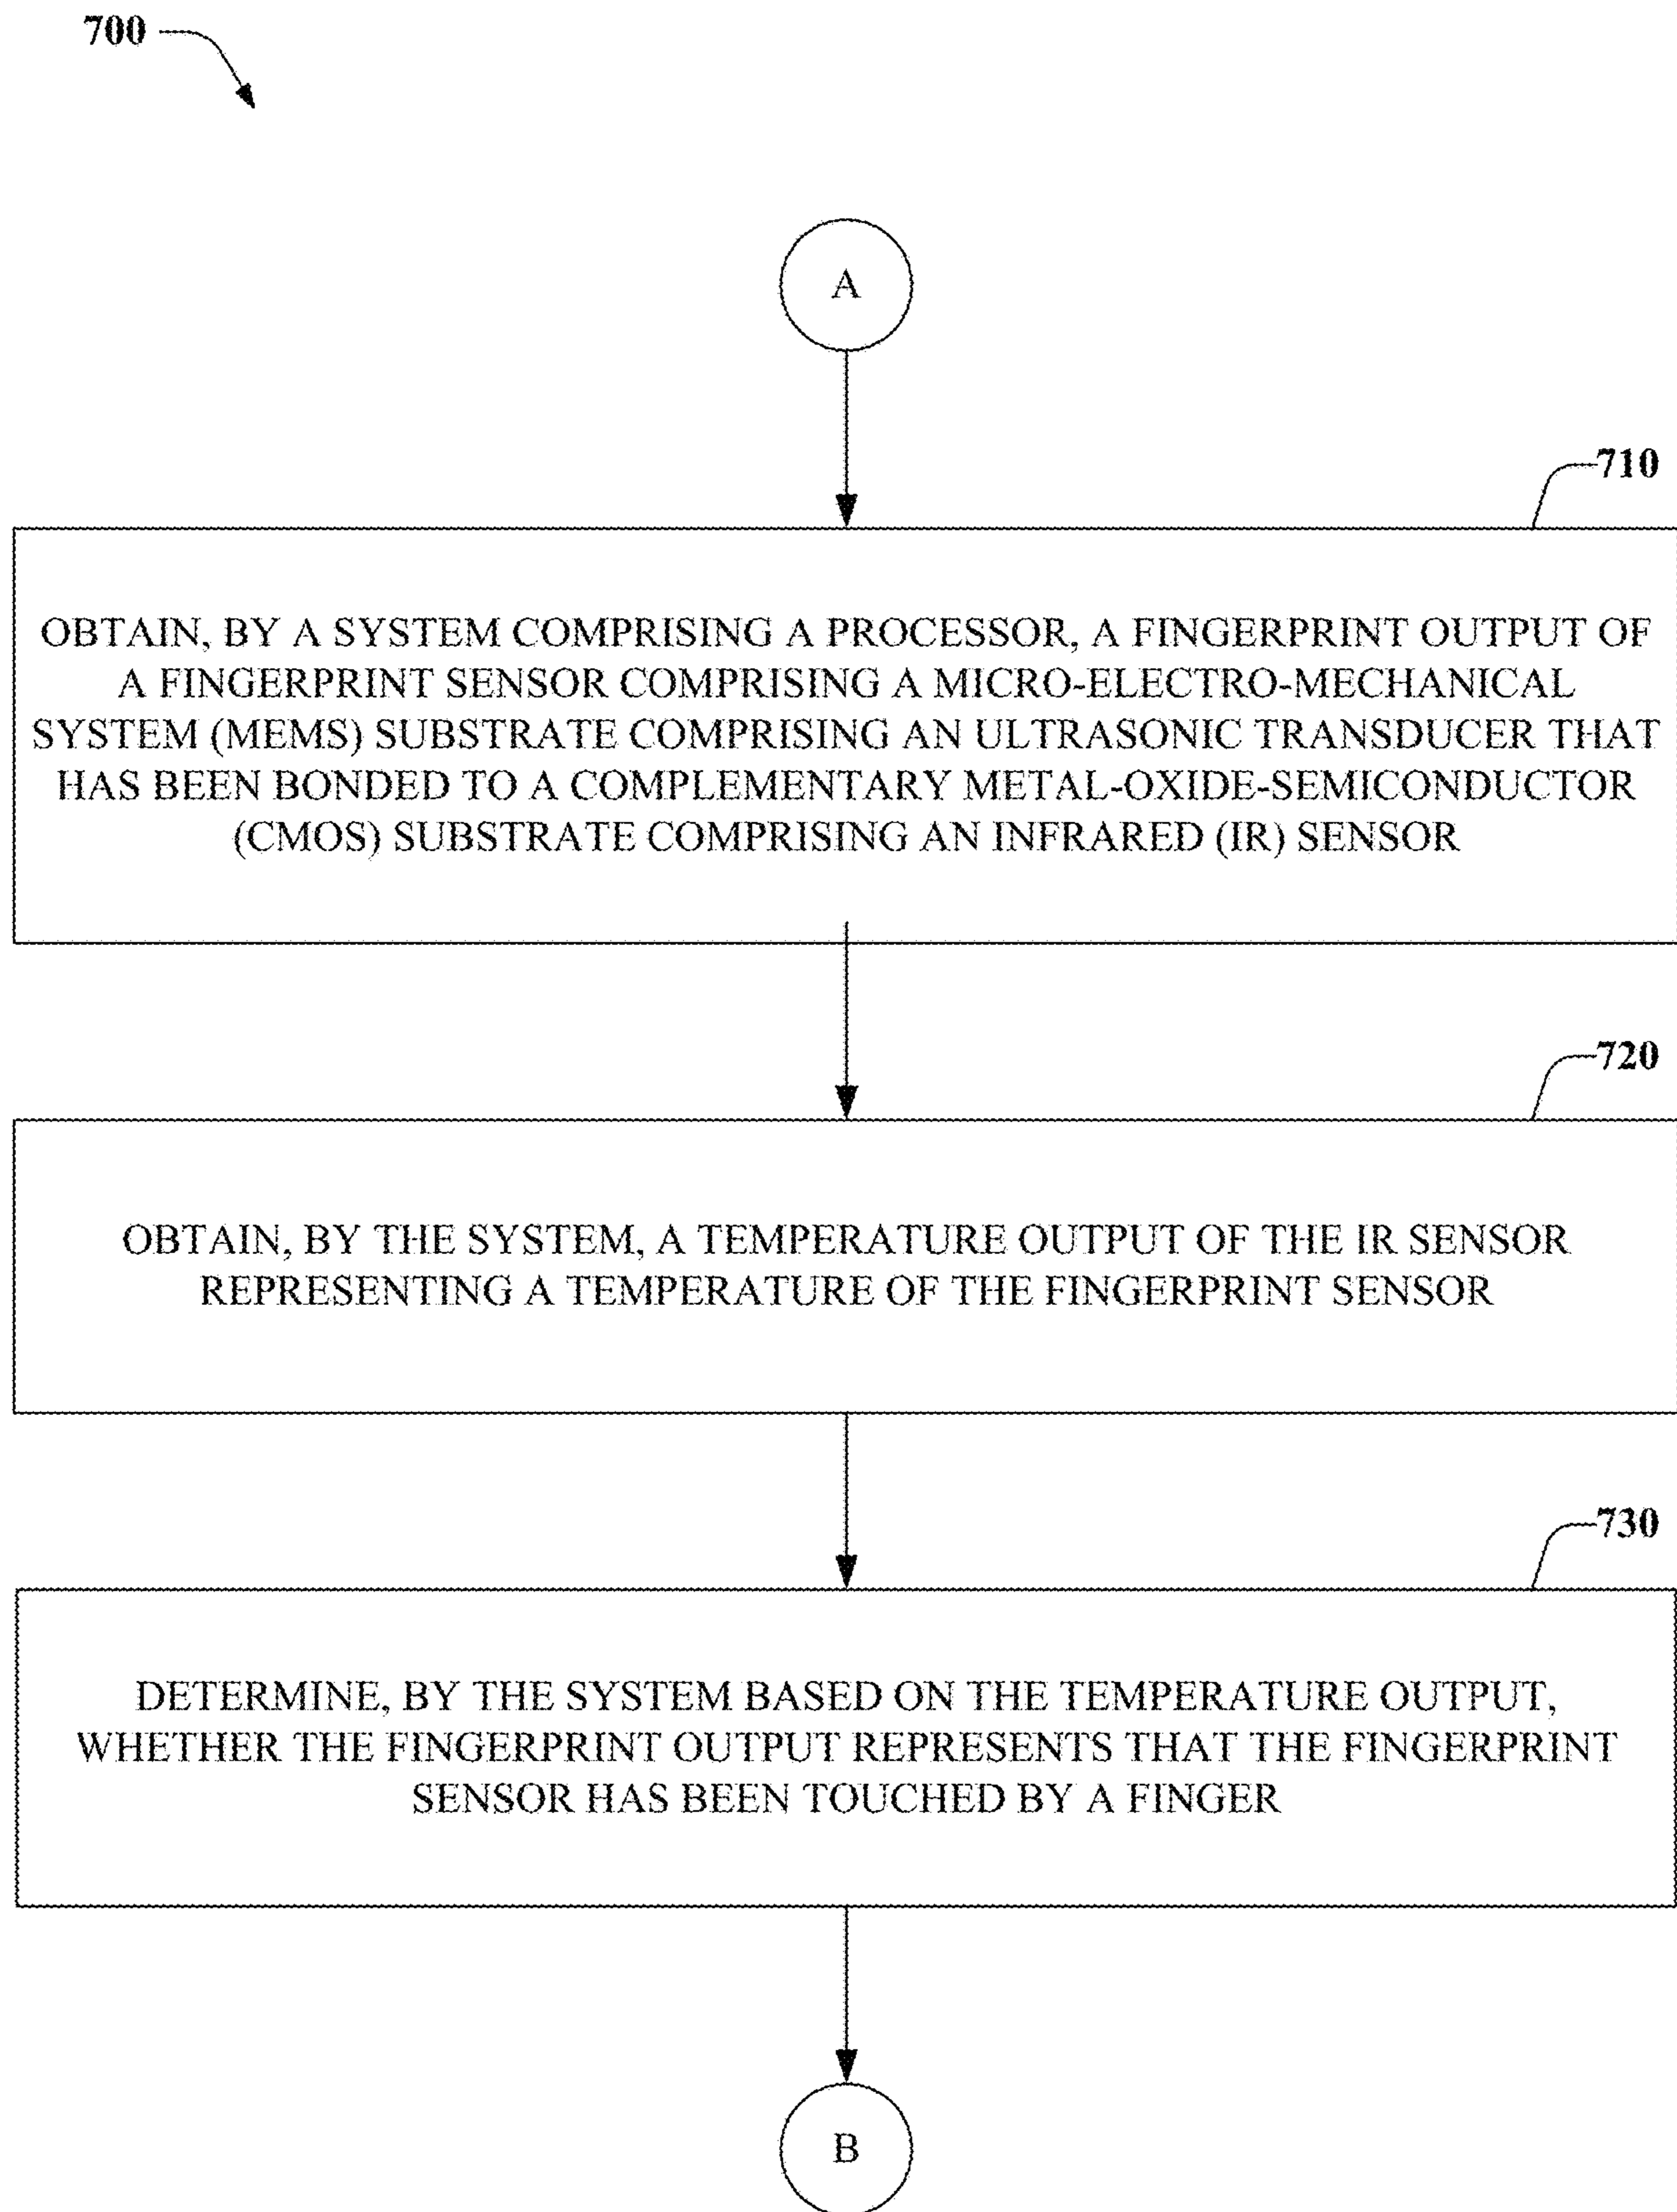 700
A
710
OBTAIN, BY A SYSTEM COMPRISING A PROCESSOR, A FINGERPRINT OUTPUT OF
A FINGERPRINT SENSOR COMPRISING A MICRO-ELECTRO-MECHANICAL
SYSTEM (MEMS) SUBSTRATE COMPRISING AN ULTRASONIC TRANSDUCER THAT
HAS BEEN BONDED TO A COMPLEMENTARY METAL-OXIDE-SEMICONDUCTOR
(CMOS) SUBSTRATE COMPRISING AN INFRARED (IR) SENSOR
720
OBTAIN, BY THE SYSTEM, A TEMPERATURE OUTPUT OF THE IR SENSOR
REPRESENTING A TEMPERATURE OF THE FINGERPRINT SENSOR
730
DETERMINE, BY THE SYSTEM BASED ON THE TEMPERATURE OUTPUT,
WHETHER THE FINGERPRINT OUTPUT REPRESENTS THAT THE FINGERPRINT
SENSOR HAS BEEN TOUCHED BY A FINGER
B